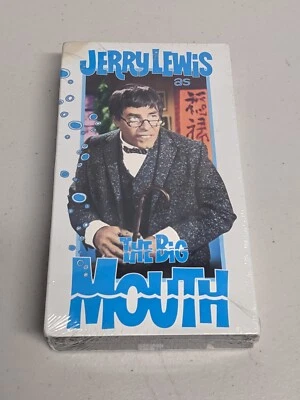 JERRY LEWIS
as
THE BIG
MOUTH